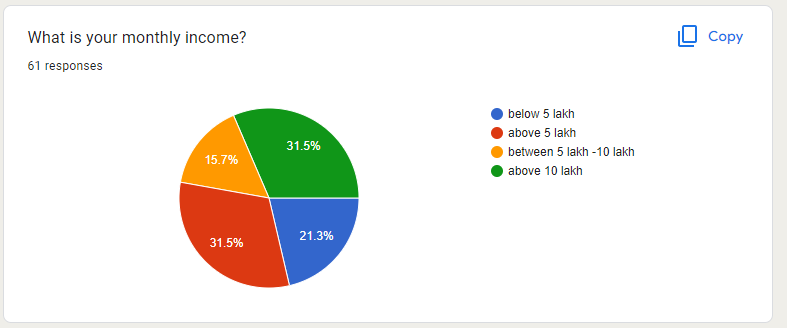 What is your monthly income?
Copy
61 responses
below 5 lakh
above 5 lakh
between 5 lakh -10 lakh
above 10 lakh
31.5%
15.7%
31.5%
21.3%